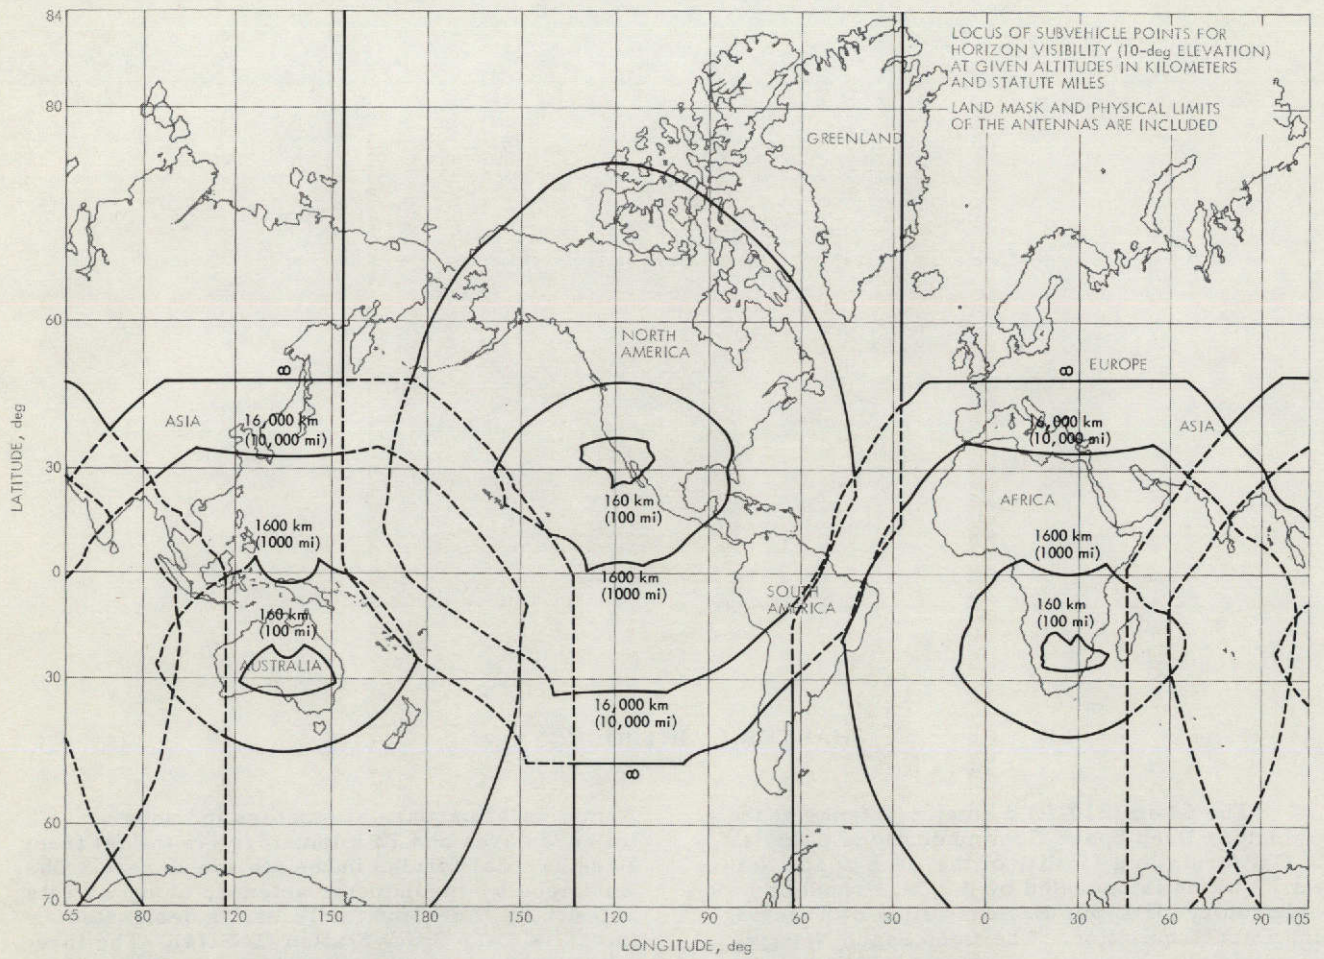 84
LOCUS OF SUBVEHICLE POINTS FOR
HORIZON VISIBILITY (10-deg ELEVATION)
AT GIVEN ALTITUDES IN KILOMETERS
AND STATUTE MILES
LAND MASK AND PHYSICAL LIMITS
OF THE ANTENNAS ARE INCLUDED
80
GREENLAND
60
NORTH
AMERICA
EUROPE
∞
∞
ASIA
16,000 km
(10,000 mi)
16,000 km
(10,000 mi)
ASIA
LATITUDE, deg
30
160 km
(100 mi)
AFRICA
1600 km
(1000 mi)
1600 km
(1000 mi)
0
1600 km
(1000 mi)
SOUTH
AMERICA
160 km
(100 mi)
160 km
(100 mi)
AUSTRALIA
30
16,000 km
(10,000 mi)
∞
60
70
65 80 120 150 180 150 120 90 60 30 0 30 60 90 105
LONGITUDE, deg